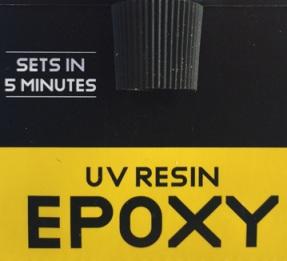 SETS IN
5 MINUTES
UV RESIN
EPOXY